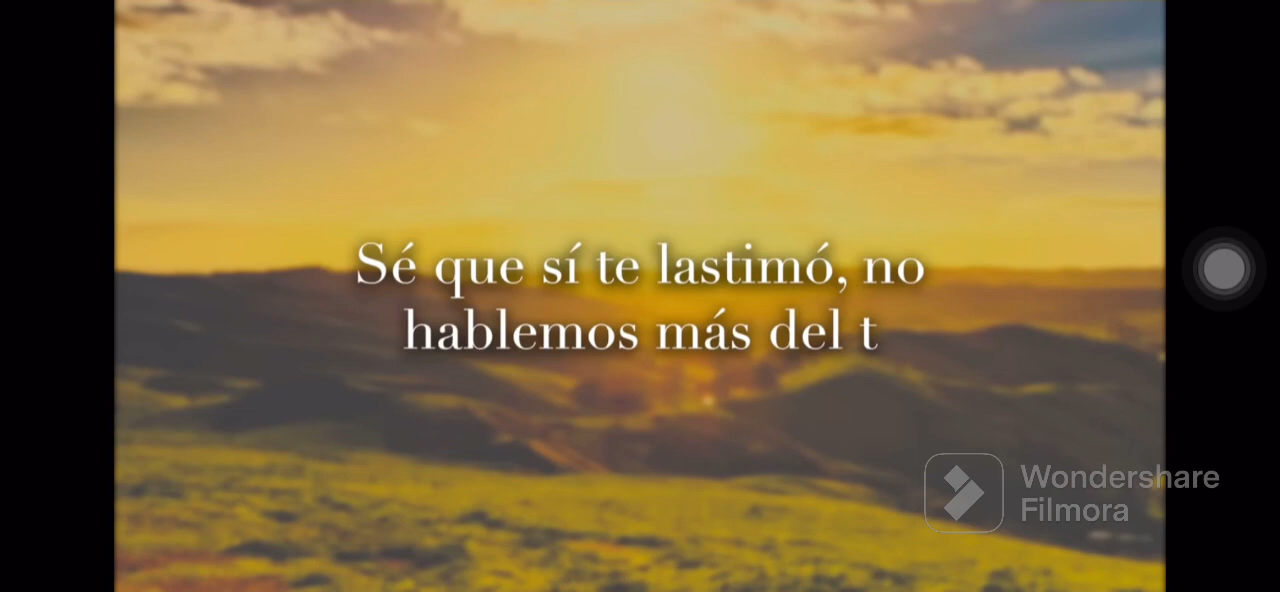 Sé que sí te lastimó, no
hablemos más del t
Wondershare
Filmora